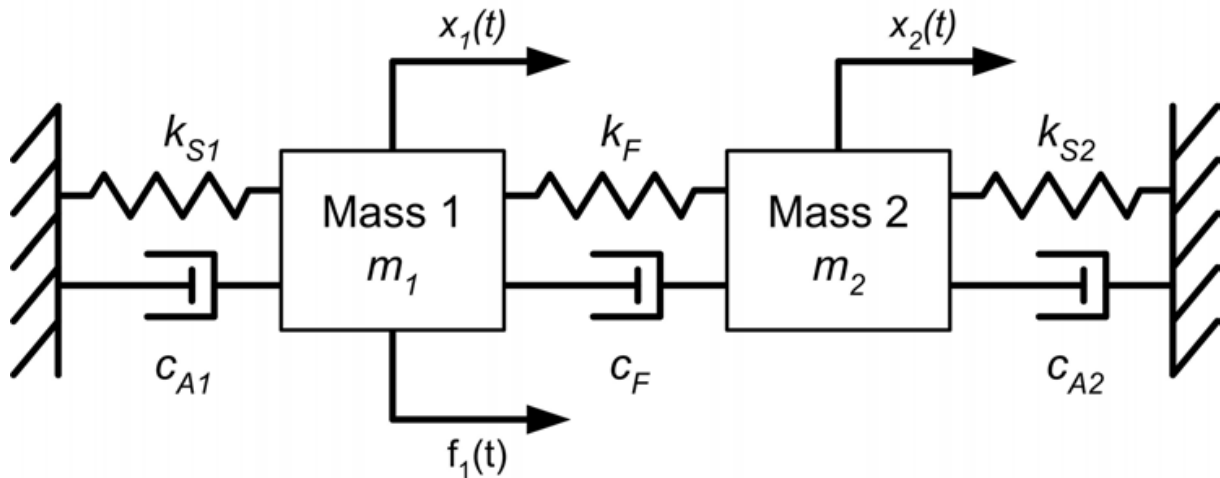 x1(t)
x2(t)
kS1
kF
kS2
Mass 1
m1
Mass 2
m2
cA1
cF
cA2
f1(t)